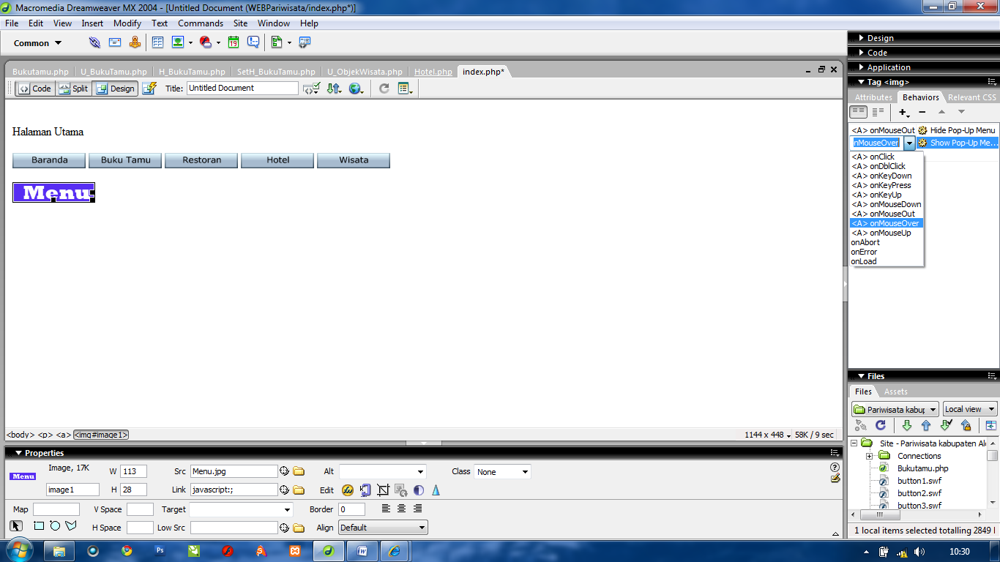 Macromedia Dreamweaver MX 2004 - [Untitled Document (WEBPariwisata/index.php*)]
File Edit View Insert Modify Text Commands Site Window Help
Common
Bukutamu.php U_BukuTamu.php H_BukuTamu.php SetH_BukuTamu.php U_ObjekWisata.php Hotel.php index.php*
Code Split Design Title: Untitled Document
Halaman Utama
Baranda Buku Tamu Restoran Hotel Wisata
Menu
<body> <p> <a> <img#image1> 1144 x 448 58K / 9 sec
Properties
Image, 17K W 113 Src Menu.jpg Alt Class None
Menu
image1 H 28 Link javascript:; Edit
Map V Space Target Border 0
H Space Low Src Align Default
Design
Code
Application
Tag <img>
Attributes Behaviors Relevant CSS
<A> onMouseOut Hide Pop-Up Menu
nMouseOver Show Pop-Up Me...
<A> onClick
<A> onDblClick
<A> onKeyDown
<A> onKeyPress
<A> onKeyUp
<A> onMouseDown
<A> onMouseOut
<A> onMouseOver
<A> onMouseUp
onAbort
onError
onLoad
Files
Files Assets
Pariwisata kabup Local view
Site - Pariwisata kabupaten Al
Connections
Bukutamu.php
button1.swf
button2.swf
button3.swf
1 local items selected totalling 2849 l
10:30